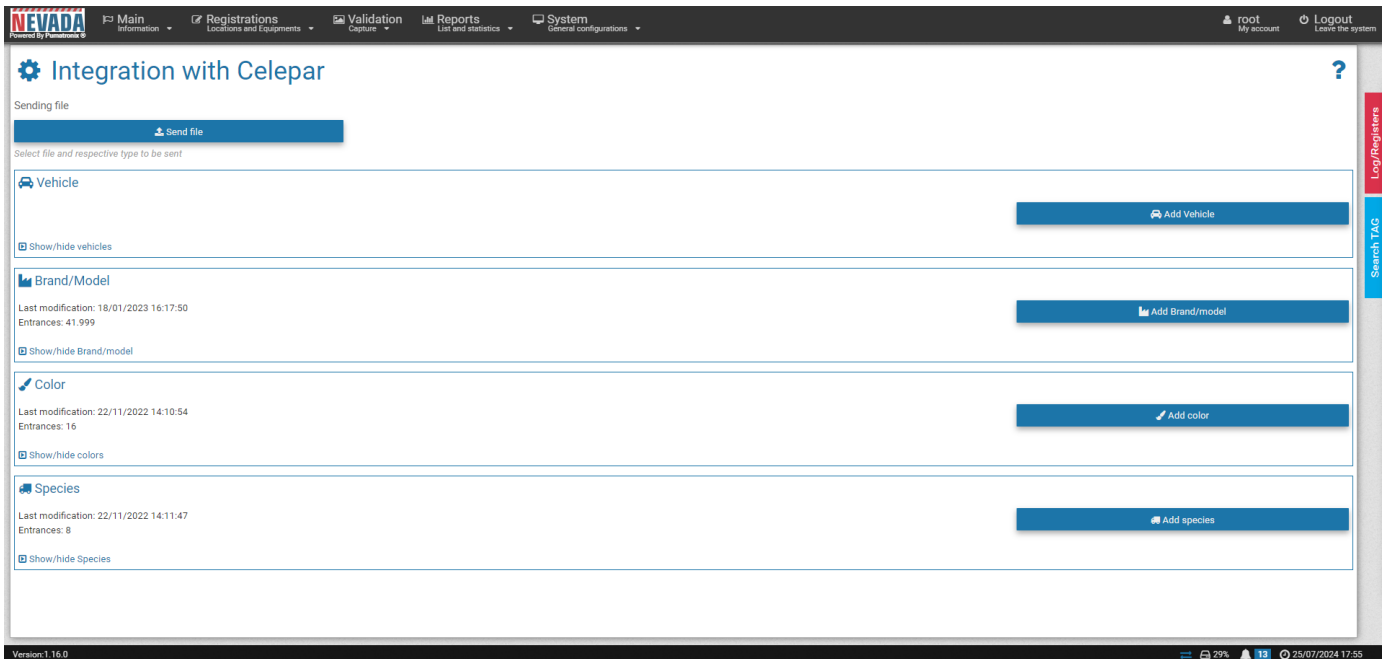 NEVADA
Powered By Pumatronix ®
Main
Information
Registrations
Locations and Equipments
Validation
Capture
Reports
List and statistics
System
General configurations
root
My account
Logout
Leave the system
Integration with Celepar
?
Sending file
Send file
Select file and respective type to be sent
Vehicle
Add Vehicle
Show/hide vehicles
Brand/Model
Last modification: 18/01/2023 16:17:50
Entrances: 41.999
Add Brand/model
Show/hide Brand/model
Color
Last modification: 22/11/2022 14:10:54
Entrances: 16
Add color
Show/hide colors
Species
Last modification: 22/11/2022 14:11:47
Entrances: 8
Add species
Show/hide Species
Log/Registers
Search TAG
Version:1.16.0
29% 13 25/07/2024 17:55